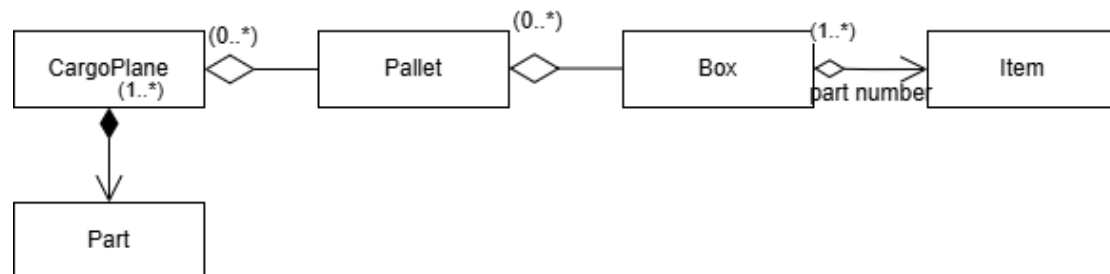 (0..*)
(0..*)
(1..*)
CargoPlane
Pallet
Box
Item
(1..*)
part number
Part